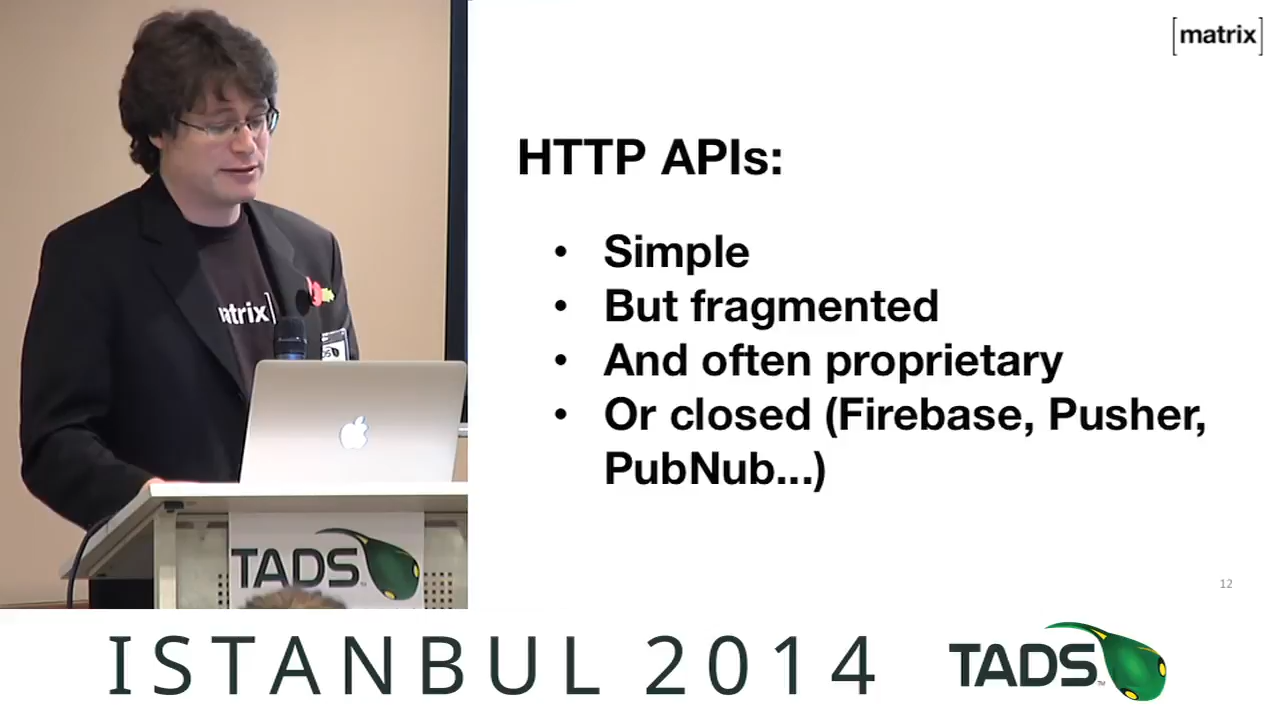 [matrix]
HTTP APIs:
• Simple
• But fragmented
• And often proprietary
• Or closed (Firebase, Pusher,
PubNub...)
12
atrix]
TADS
ISTANBUL 2014
TADS